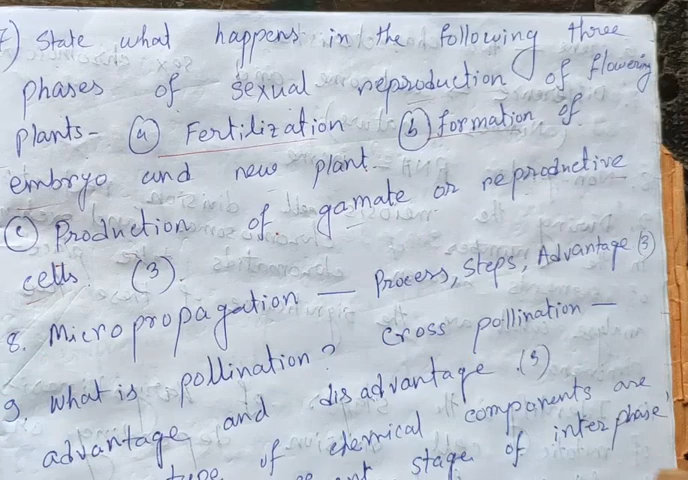 7) State what happens in the following three
phases of sexual reproduction of flowering
plants- (a) Fertilization (b) formation of
embryo and new plant.
(c) Production of gamate or reproductive
cells. (3).
8. Micropropagation — Process, steps, Advantage (3)
9. What is pollination? Cross pollination —
advantage and disadvantage. (3)
type of chemical components are
stage of interphase